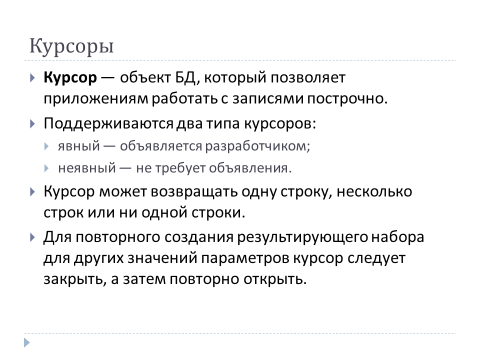 Курсоры
Курсор — объект БД, который позволяет
приложениям работать с записями построчно.
Поддерживаются два типа курсоров:
явный — объявляется разработчиком;
неявный — не требует объявления.
Курсор может возвращать одну строку, несколько
строк или ни одной строки.
Для повторного создания результирующего набора
для других значений параметров курсор следует
закрыть, а затем повторно открыть.